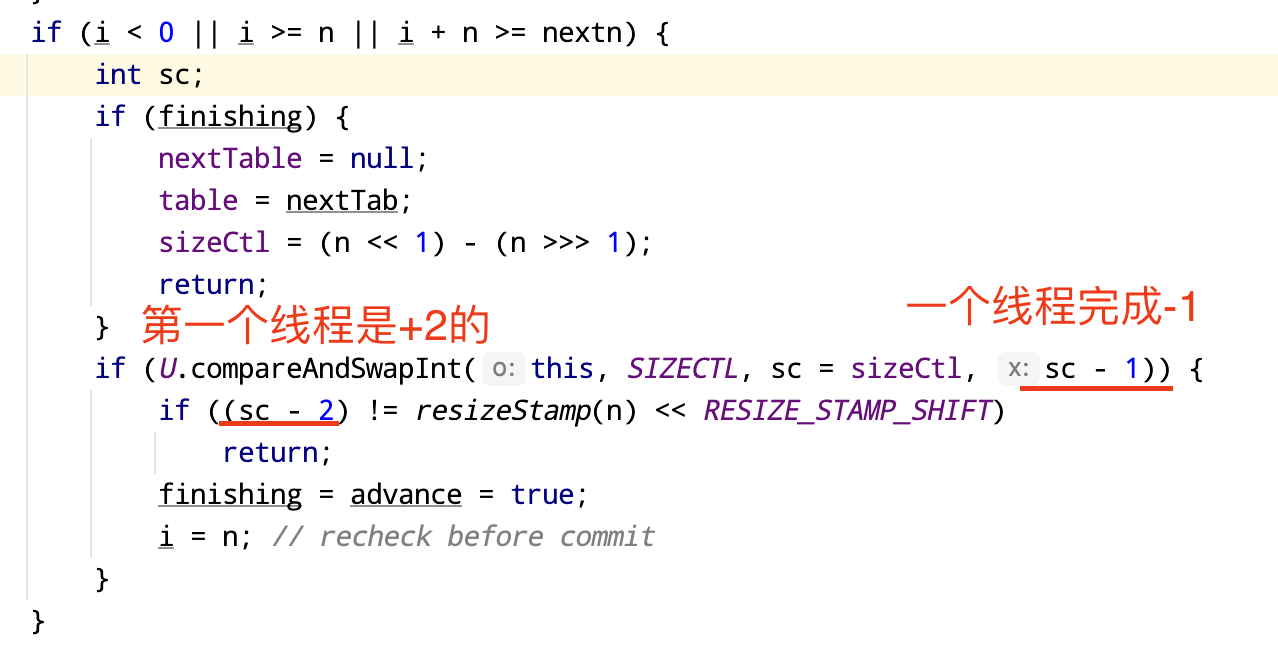 if (i < 0 || i >= n || i + n >= nextn) {
int sc;
if (finishing) {
nextTable = null;
table = nextTab;
sizeCtl = (n << 1) - (n >>> 1);
return;
} 第一个线程是+2的
一个线程完成-1
if (U.compareAndSwapInt( o: this, SIZECTL, sc = sizeCtl, x: sc - 1)) {
if ((sc - 2) != resizeStamp(n) << RESIZE_STAMP_SHIFT)
return;
finishing = advance = true;
i = n; // recheck before commit
}
}